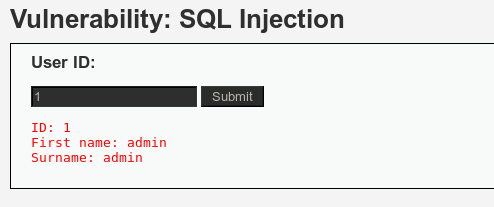 Vulnerability: SQL Injection
User ID:
1 Submit
ID: 1
First name: admin
Surname: admin